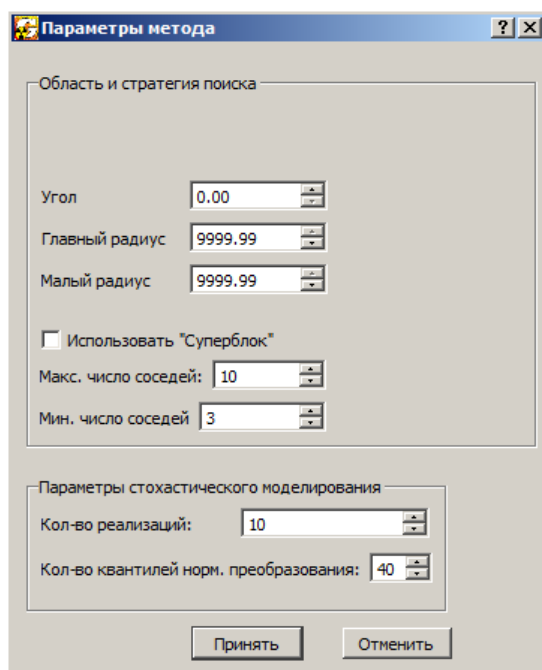 Параметры метода
Область и стратегия поиска
Угол 0.00
Главный радиус 9999.99
Малый радиус 9999.99
Использовать "Суперблок"
Макс. число соседей: 10
Мин. число соседей 3
Параметры стохастического моделирования
Кол-во реализаций: 10
Кол-во квантилей норм. преобразования: 40
Принять Отменить